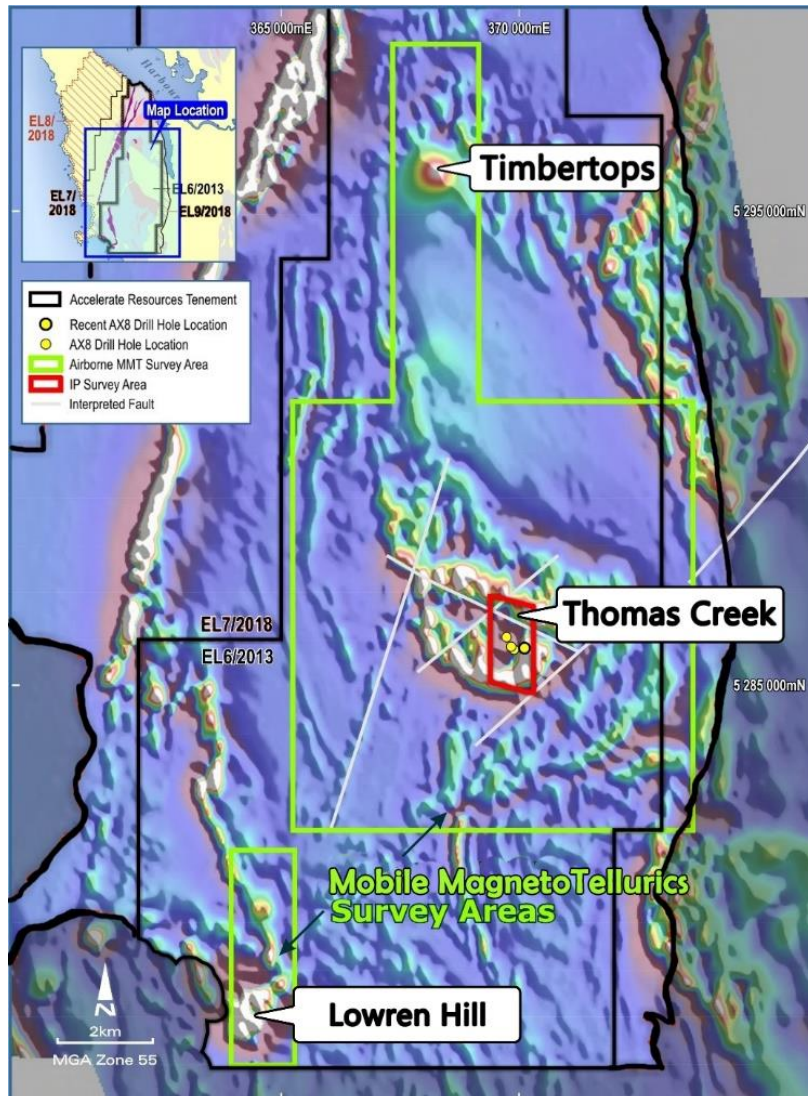 365 000mE
370 000mE
Harbour
Map Location
EL8/
2018
EL7/
2018
EL6/2013
EL9/2018
Timbertops
5 295 000mN
Accelerate Resources Tenement
Recent AX8 Drill Hole Location
AX8 Drill Hole Location
Airborne MMT Survey Area
IP Survey Area
Interpreted Fault
Thomas Creek
EL7/2018
EL6/2013
5 285 000mN
Mobile MagnetoTellurics
Survey Areas
Lowren Hill
N
2km
MGA Zone 55